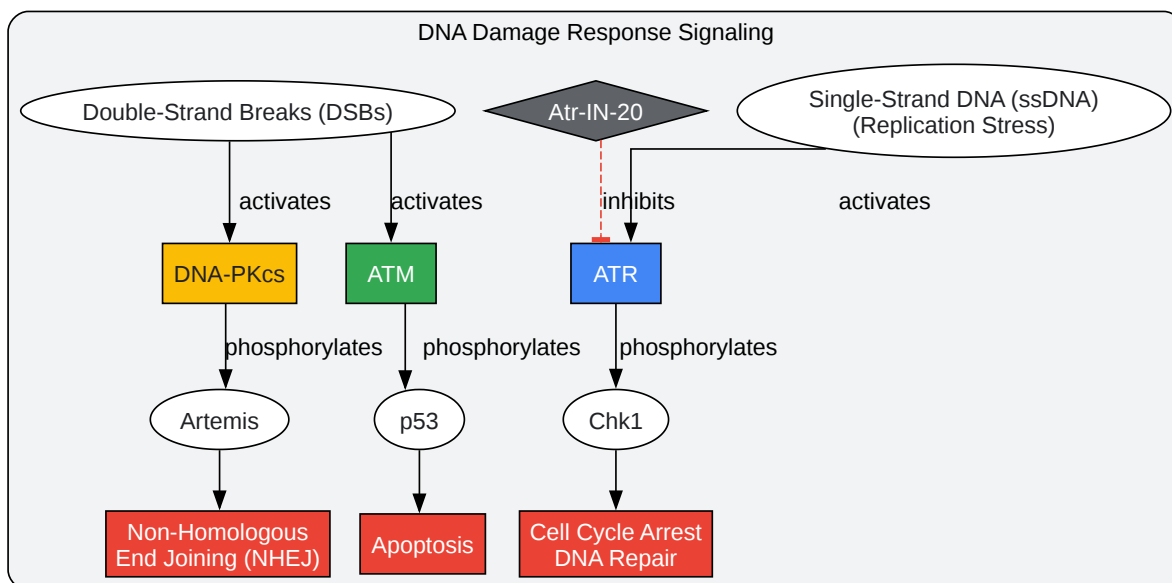 DNA Damage Response Signaling
Double-Strand Breaks (DSBs)
Atr-IN-20
Single-Strand DNA (ssDNA)
(Replication Stress)
activates
activates
inhibits
activates
DNA-PKcs
ATM
ATR
phosphorylates
phosphorylates
phosphorylates
Artemis
p53
Chk1
Non-Homologous
End Joining (NHEJ)
Apoptosis
Cell Cycle Arrest
DNA Repair